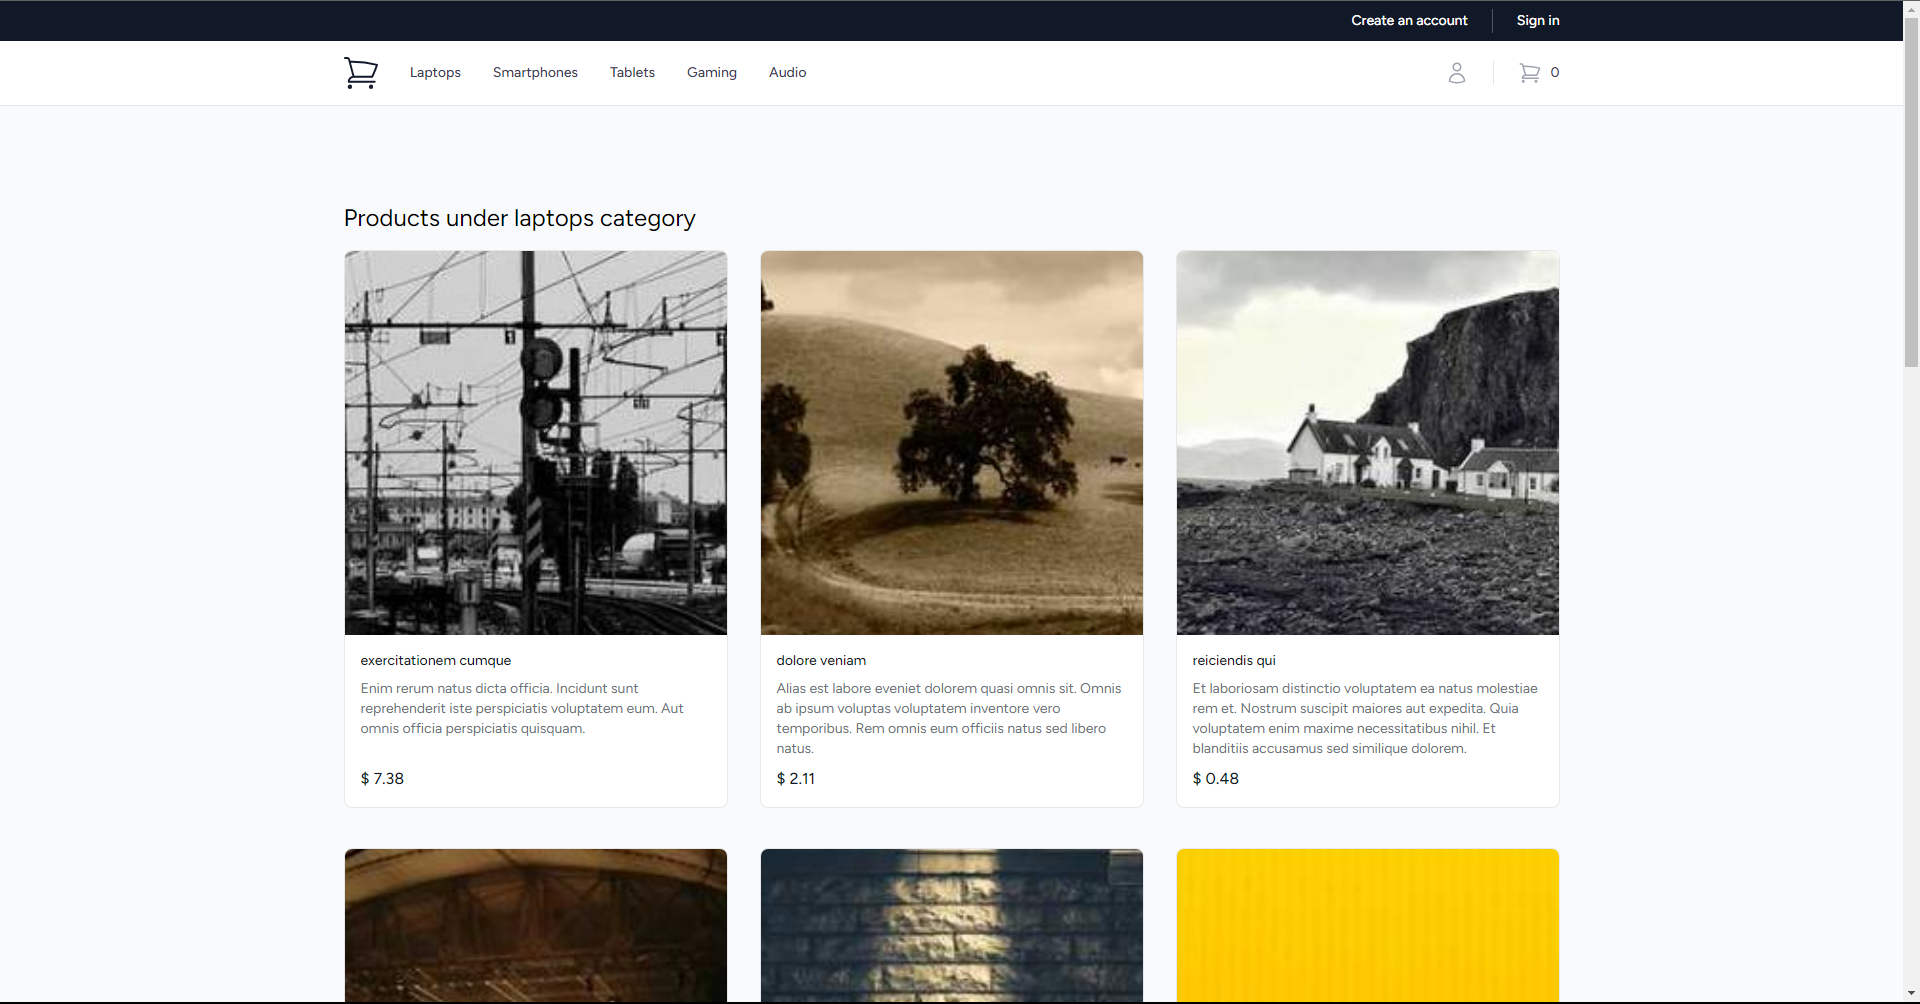 Create an account
Sign in
Laptops
Smartphones
Tablets
Gaming
Audio
0
Products under laptops category
exercitationem cumque
Enim rerum natus dicta officia. Incidunt sunt
reprehenderit iste perspiciatis voluptatem eum. Aut
omnis officia perspiciatis quisquam.
$ 7.38
dolore veniam
Alias est labore eveniet dolorem quasi omnis sit. Omnis
ab ipsum voluptas voluptatem inventore vero
temporibus. Rem omnis eum officiis natus sed libero
natus.
$ 2.11
reiciendis qui
Et laboriosam distinctio voluptatem ea natus molestiae
rem et. Nostrum suscipit maiores aut expedita. Quia
voluptatem enim maxime necessitatibus nihil. Et
blanditiis accusamus sed similique dolorem.
$ 0.48